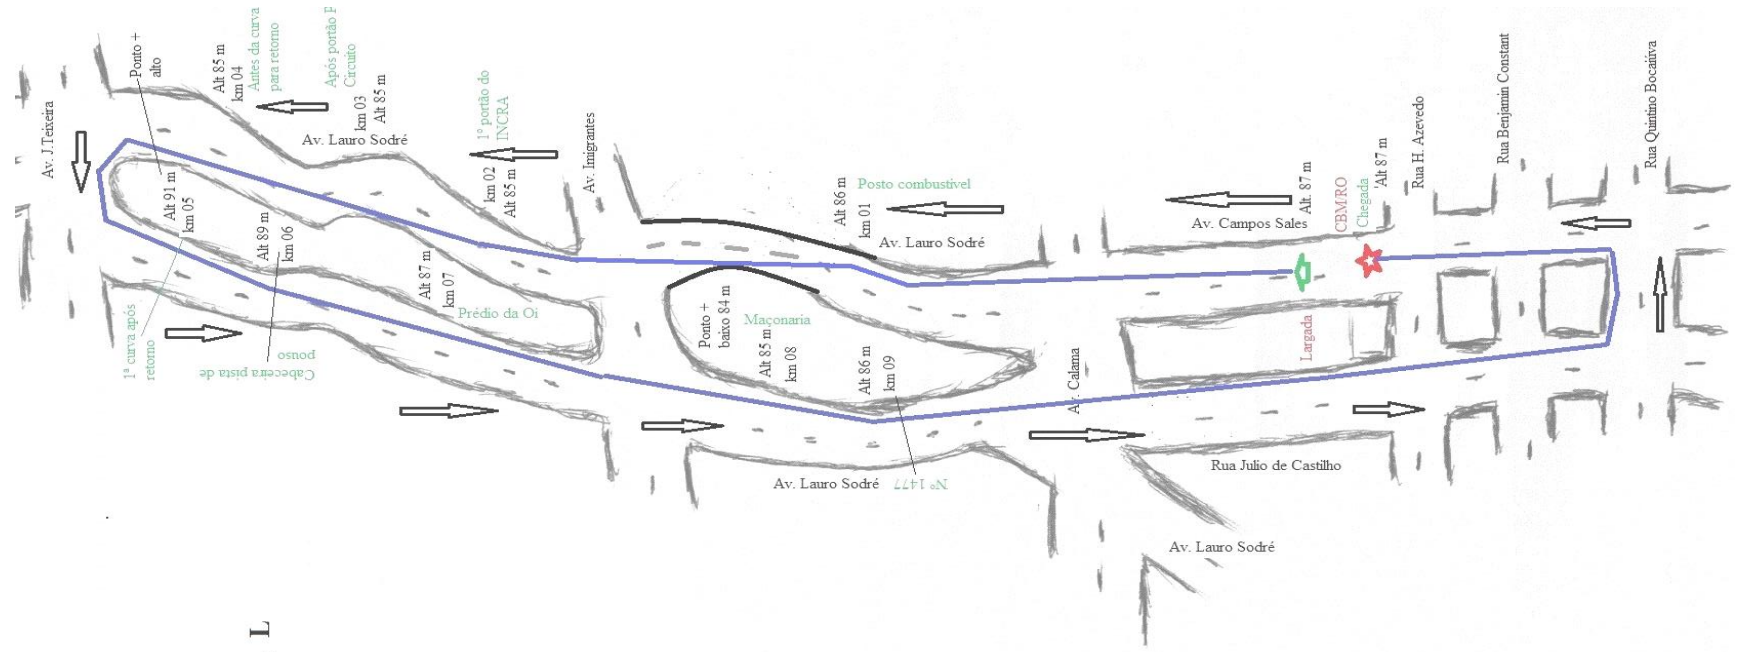 Av. J.Teixeira
Ponto +
alto
Alt 85 m
km 04
Antes da curva
para retorno
Após portão F
Circuito
km 03
Alt 85 m
Av. Lauro Sodré
1º portão do
INCRA
km 02
Alt 85 m
Av. Imigrantes
Alt 86 m
km 01
Posto combustível
Av. Lauro Sodré
Av. Campos Sales
Alt. 87 m
CBM/RO
Chegada
'Alt 87 m
Rua H. Azevedo
Rua Benjamin Constant
Rua Quintino Bocaiúva
Alt 91 m
km 05
Alt 89 m
km 06
Alt 87 m
km 07
Prédio da Oi
Ponto +
baixo 84 m
Maçonaria
Alt 85 m
km 08
Alt 86 m
km 09
Av. Calama
Largada
1ª curva após
retorno
Cabeceira pista de
pouso
Av. Lauro Sodré
Nº 1477
Rua Julio de Castilho
Av. Lauro Sodré
L